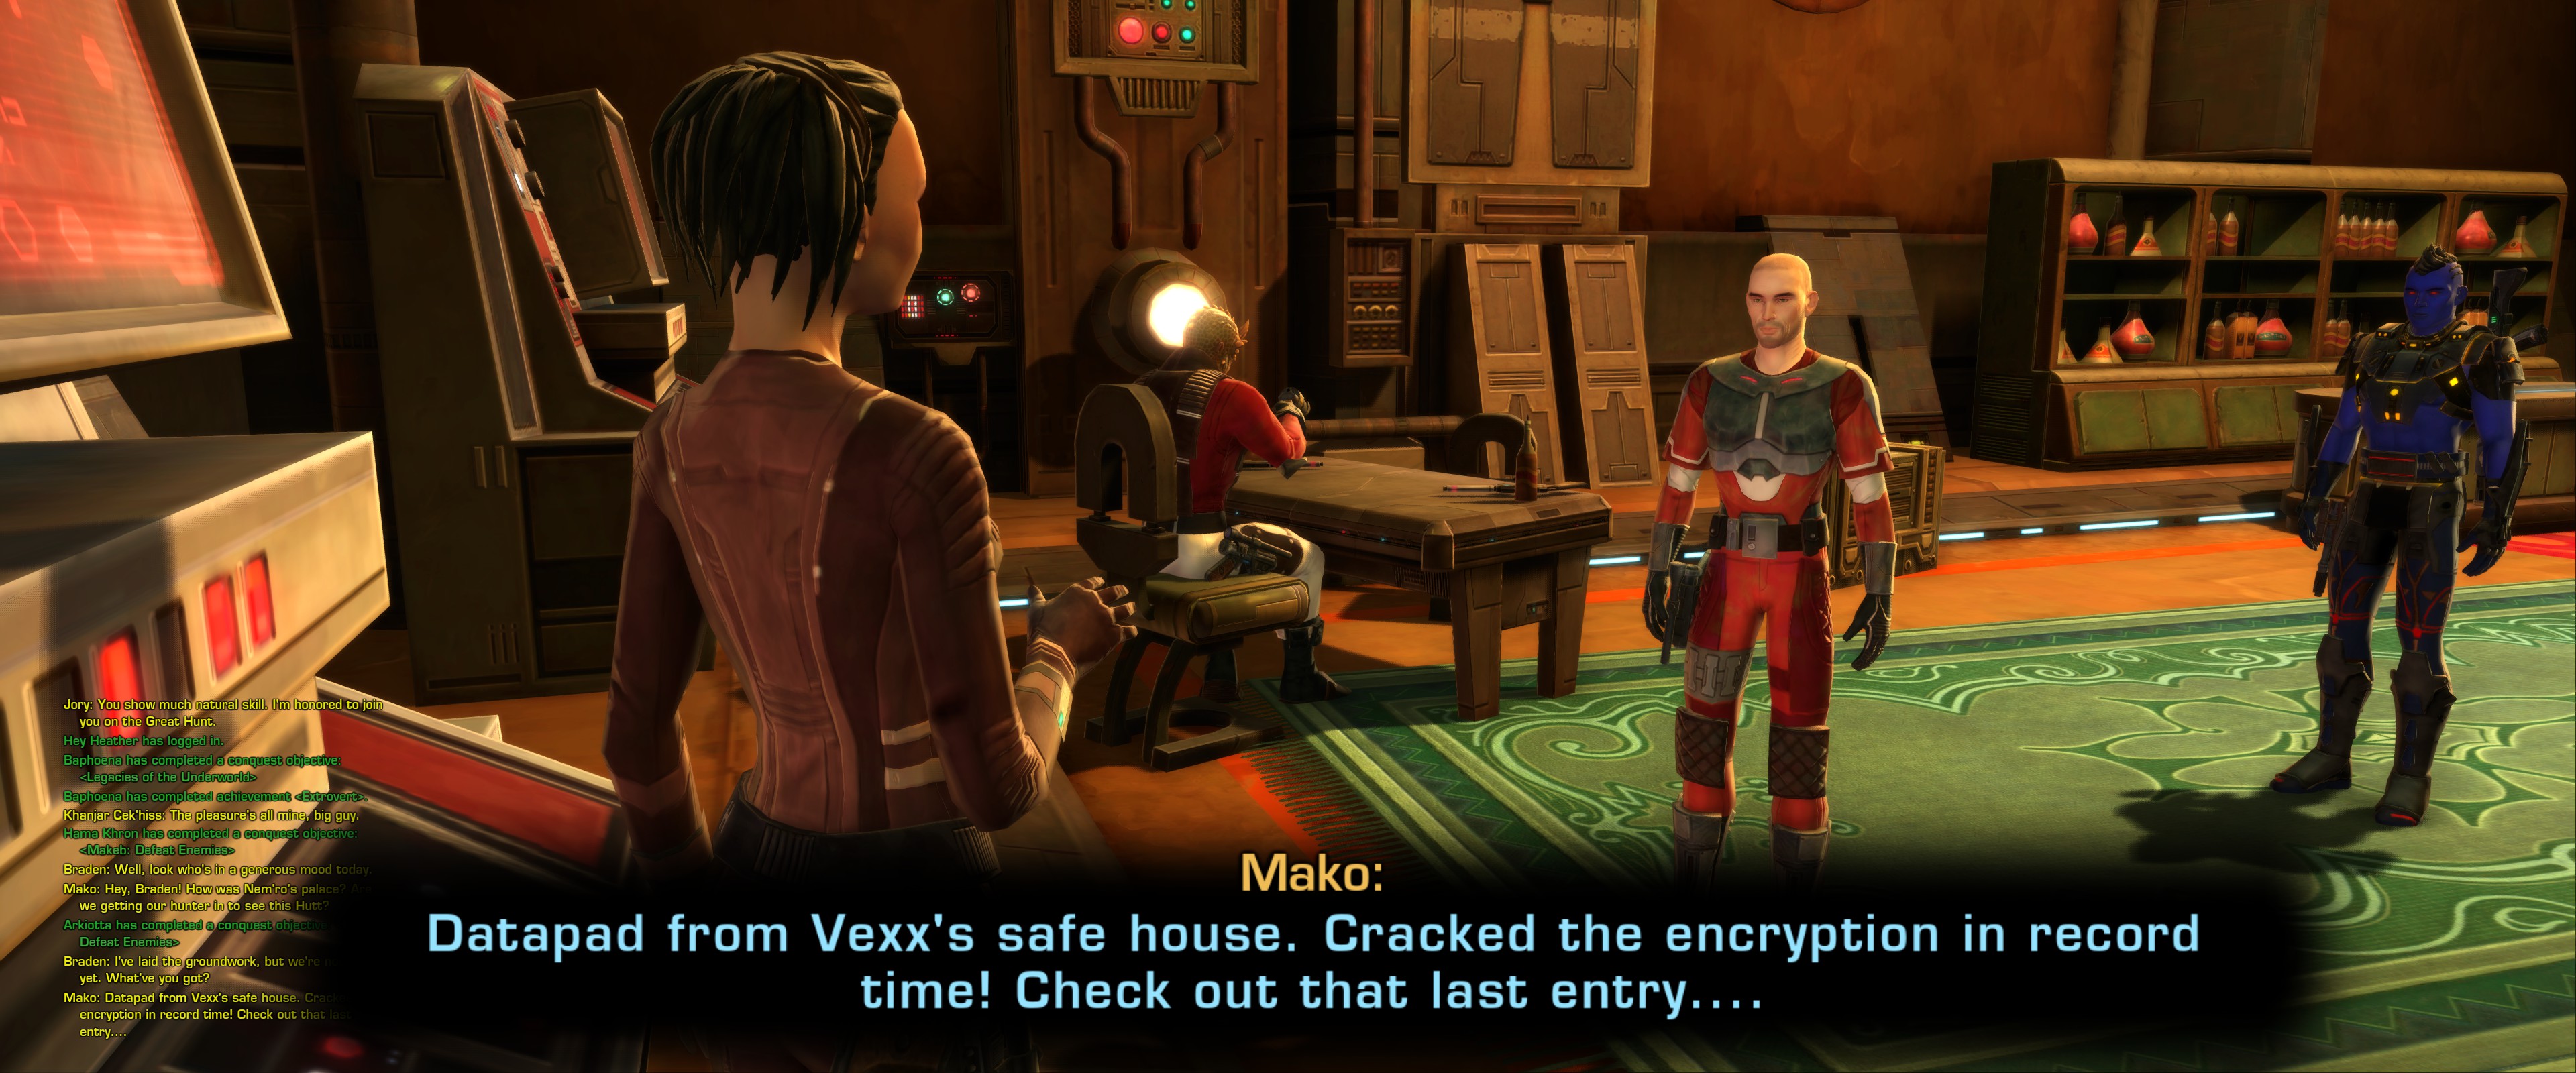 Jory: You show much natural skill. I'm honored to join
you on the Great Hunt.
Hey Heather has logged in.
Baphoena has completed a conquest objective:
<Legacies of the Underworld>
Baphoena has completed achievement <Extrovert>.
Khanjar Cek'hiss: The pleasure's all mine, big guy.
Hama Khron has completed a conquest objective:
<Makeb: Defeat Enemies>
Braden: Well, look who's in a generous mood today.
Mako: Hey, Braden! How was Nem'ro's palace?
we getting our hunter in to see this Hutt?
Arkiotta has completed a conquest
Defeat Enemies>
Braden: I've laid the groundwork, but we're
yet. What've you got?
Mako: Datapad from Vexx's safe house.
encryption in record time! Check out that last
entry....
Mako:
Datapad from Vexx's safe house. Cracked the encryption in record
time! Check out that last entry....